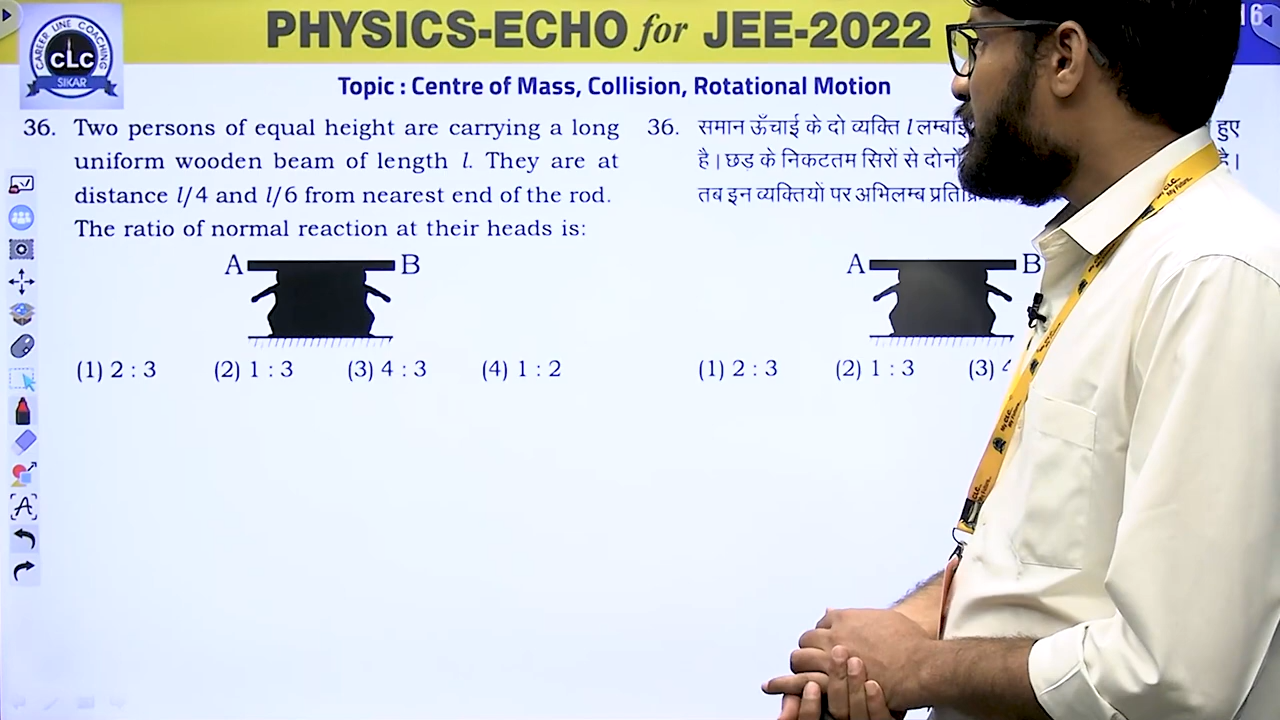 PHYSICS-ECHO for JEE-2022
16
CAREER LINE COACHING
CLC
SIKAR
Topic : Centre of Mass, Collision, Rotational Motion
36. Two persons of equal height are carrying a long
uniform wooden beam of length l. They are at
distance l/4 and l/6 from nearest end of the rod.
The ratio of normal reaction at their heads is:
A B
(1) 2 : 3 (2) 1 : 3 (3) 4 : 3 (4) 1 : 2
36. समान ऊँचाई के दो व्यक्ति l हुए
है। छड़ के निकटतम सिरों से है।
तब इन व्यक्तियों पर अभिलम्ब
A B
(1) 2 : 3 (2) 1 : 3 (3)